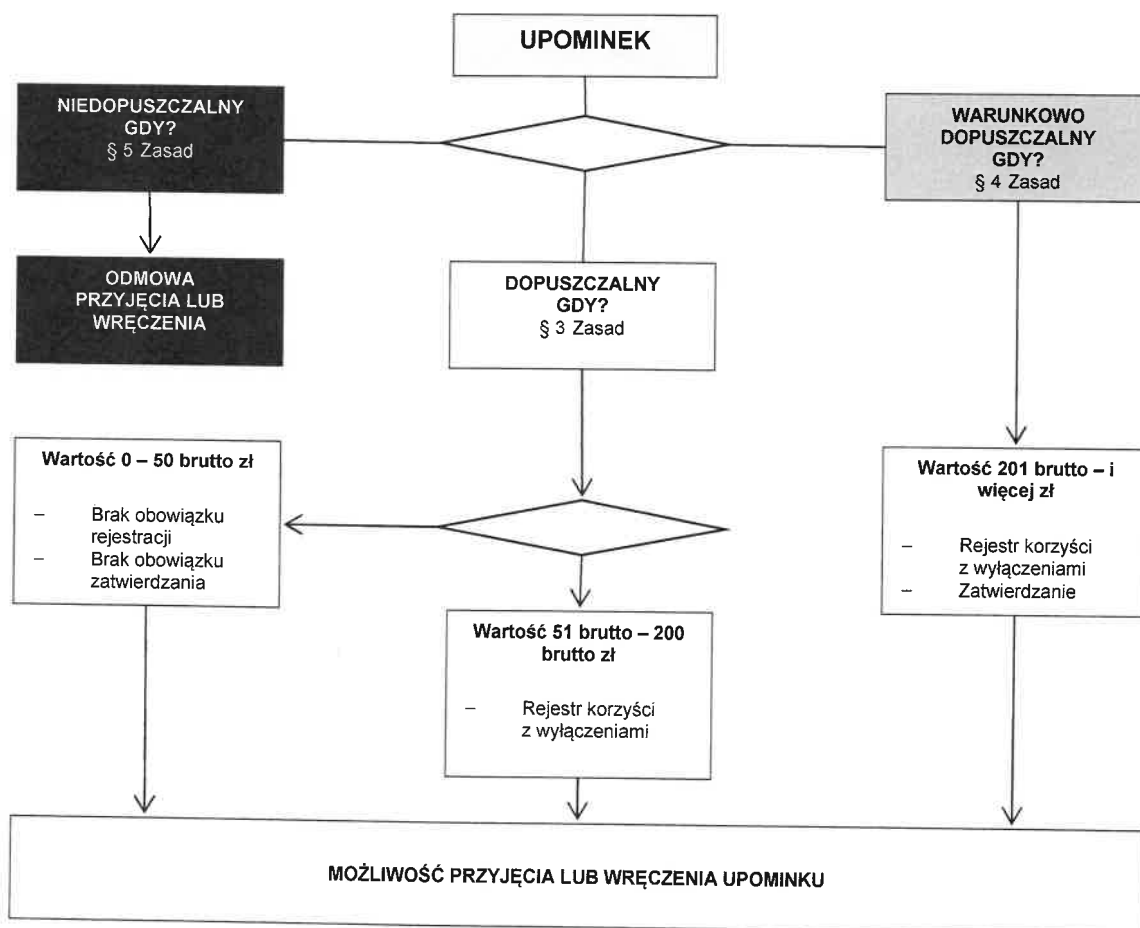 UPOMINEK
NIEDOPUSZCZALNY
GDY?
§ 5 Zasad
WARUNKOWO
DOPUSZCZALNY
GDY?
§ 4 Zasad
ODMOWA
PRZYJĘCIA LUB
WRĘCZENIA
DOPUSZCZALNY
GDY?
§ 3 Zasad
Wartość 0 – 50 brutto zł
– Brak obowiązku
rejestracji
– Brak obowiązku
zatwierdzania
Wartość 51 brutto – 200
brutto zł
– Rejestr korzyści
z wyłączeniami
Wartość 201 brutto – i
więcej zł
– Rejestr korzyści
z wyłączeniami
– Zatwierdzanie
MOŻLIWOŚĆ PRZYJĘCIA LUB WRĘCZENIA UPOMINKU